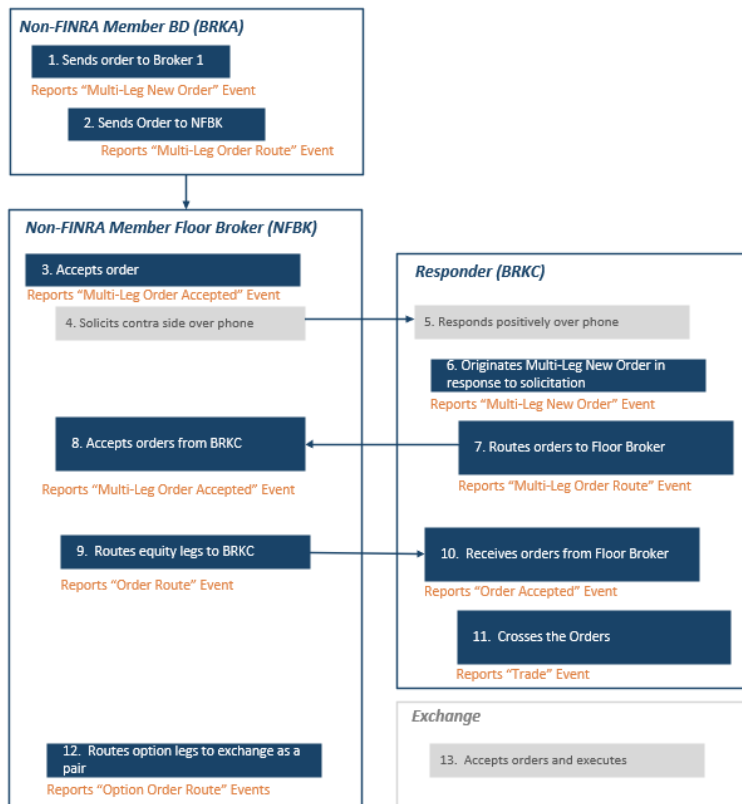 Non-FINRA Member BD (BRKA)
1. Sends order to Broker 1
Reports “Multi-Leg New Order” Event
2. Sends Order to NFBK
Reports “Multi-Leg Order Route” Event
Non-FINRA Member Floor Broker (NFBK)
3. Accepts order
Reports “Multi-Leg Order Accepted” Event
4. Solicits contra side over phone
Responder (BRKC)
5. Responds positively over phone
6. Originates Multi-Leg New Order in
response to solicitation
Reports “Multi-Leg New Order” Event
7. Routes orders to Floor Broker
Reports “Multi-Leg Order Route” Event
8. Accepts orders from BRKC
Reports “Multi-Leg Order Accepted” Event
9. Routes equity legs to BRKC
Reports “Order Route” Event
10. Receives orders from Floor Broker
Reports “Order Accepted” Event
11. Crosses the Orders
Reports “Trade” Event
12. Routes option legs to exchange as a
pair
Reports “Option Order Route” Events
Exchange
13. Accepts orders and executes